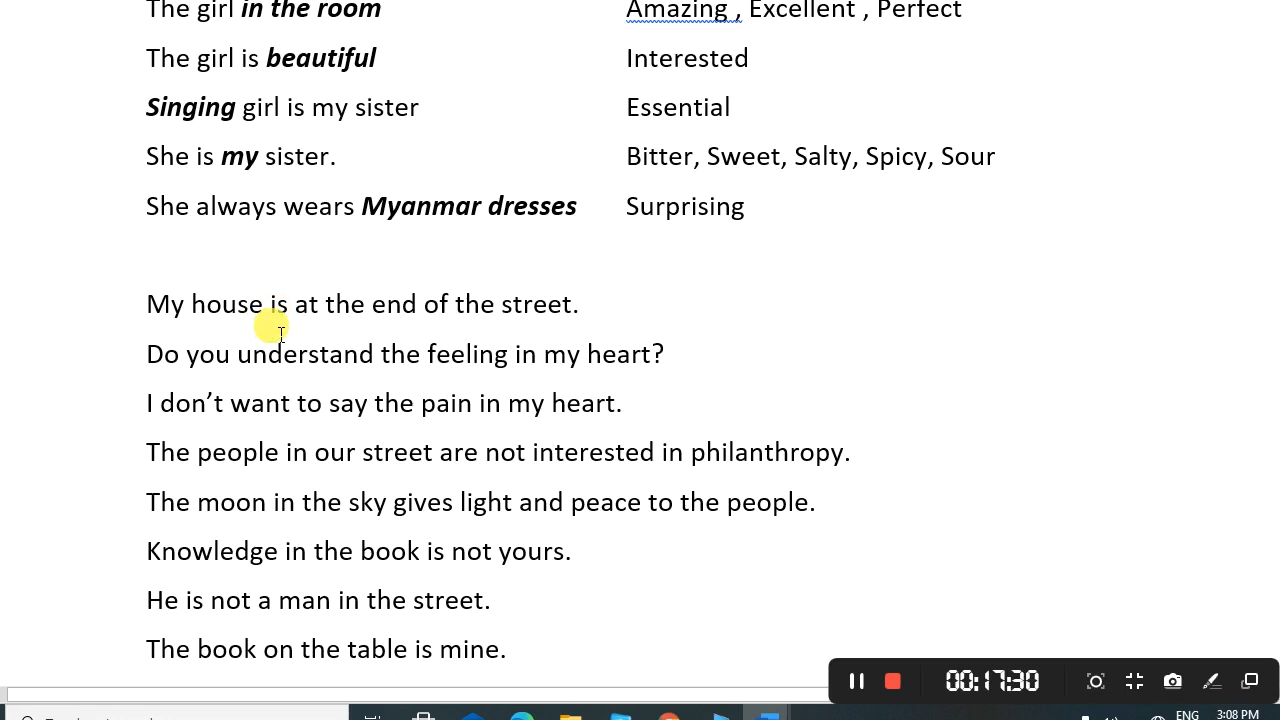 The girl in the room
Amazing , Excellent , Perfect
The girl is beautiful
Interested
Singing girl is my sister
Essential
She is my sister.
Bitter, Sweet, Salty, Spicy, Sour
She always wears Myanmar dresses
Surprising
My house is at the end of the street.
Do you understand the feeling in my heart?
I don’t want to say the pain in my heart.
The people in our street are not interested in philanthropy.
The moon in the sky gives light and peace to the people.
Knowledge in the book is not yours.
He is not a man in the street.
The book on the table is mine.
00:17:30
ENG
3:08 PM